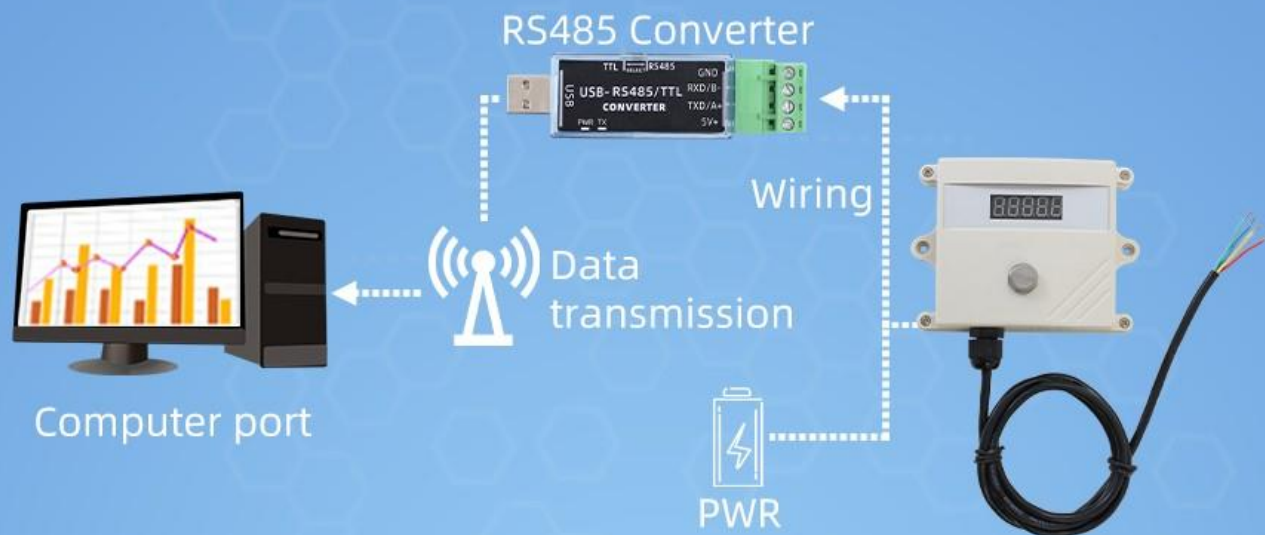 RS485 Converter
TTL SELECT RS485
GND
USB
USB-RS485/TTL
RXD/B-
CONVERTER
TXD/A+
PWR TX
5V+
Wiring
Data
transmission
Computer port
PWR